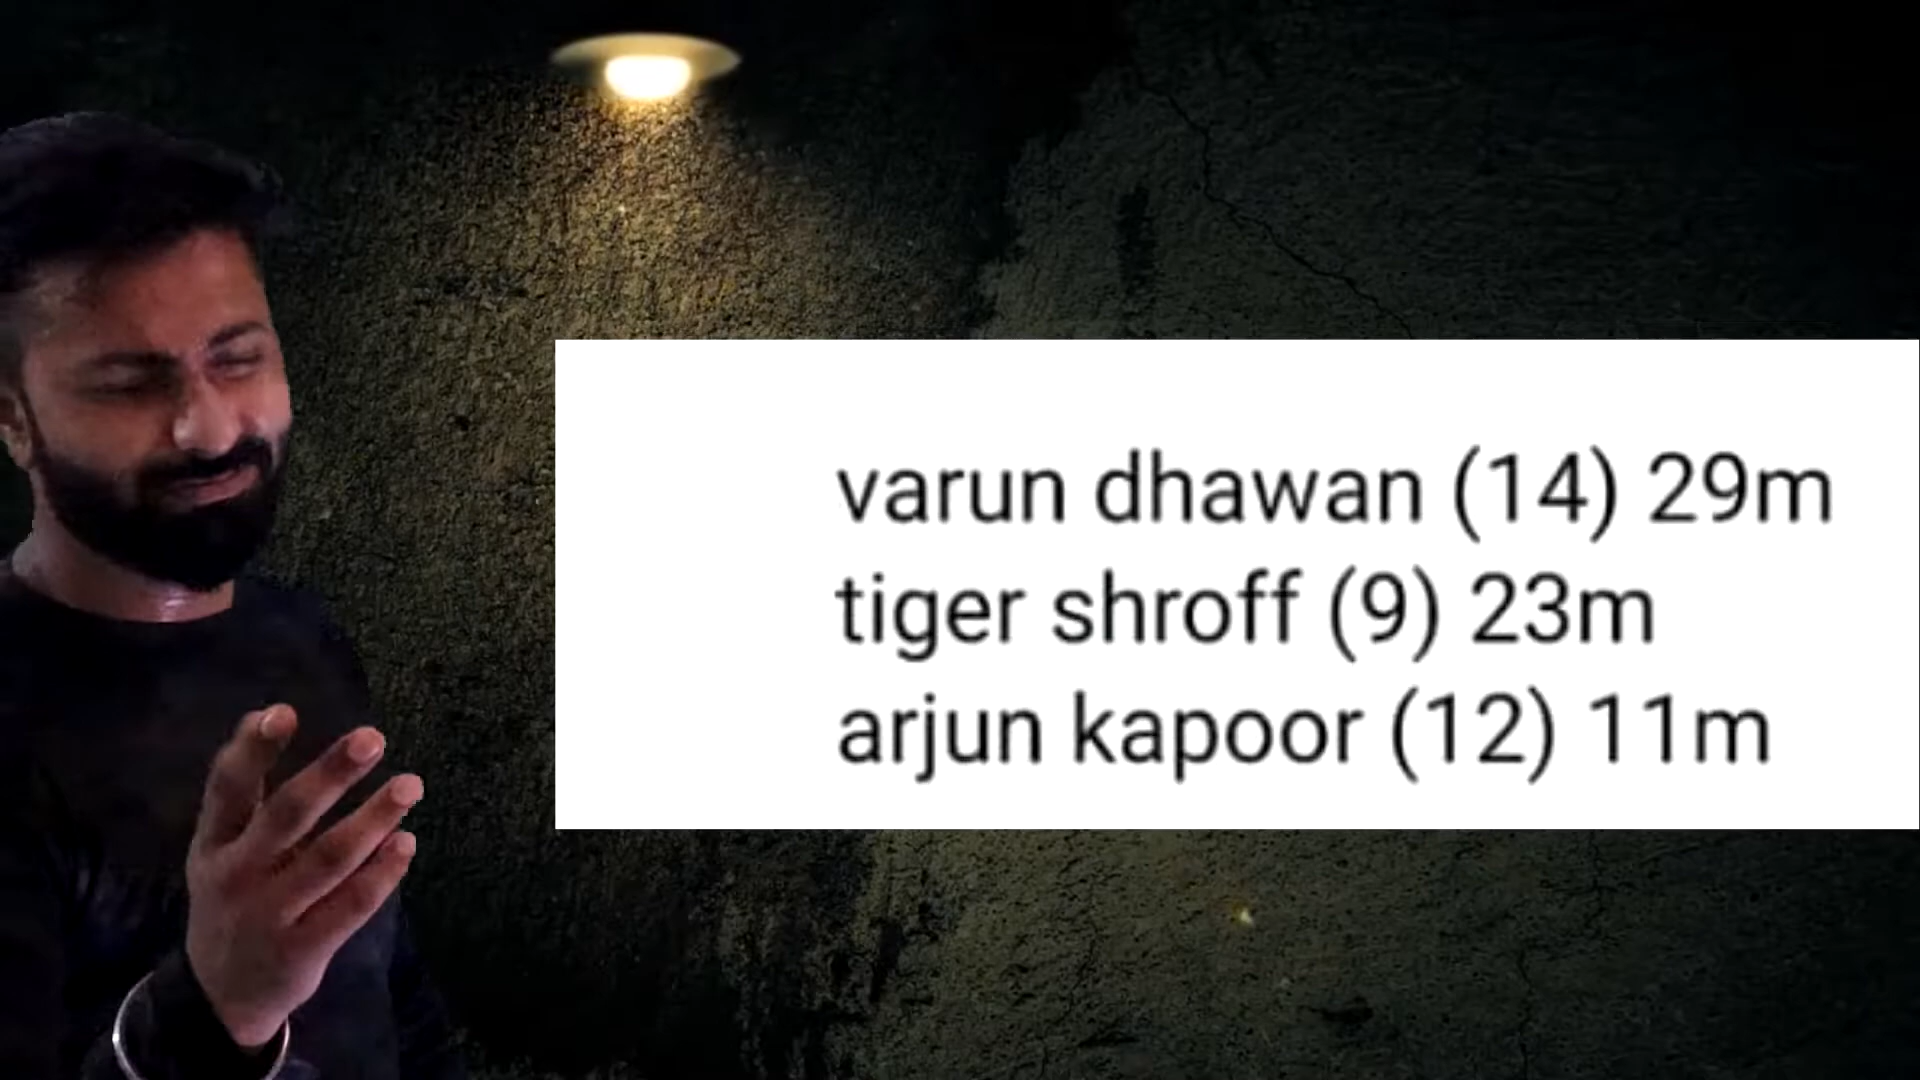 varun dhawan (14) 29m
tiger shroff (9) 23m
arjun kapoor (12) 11m